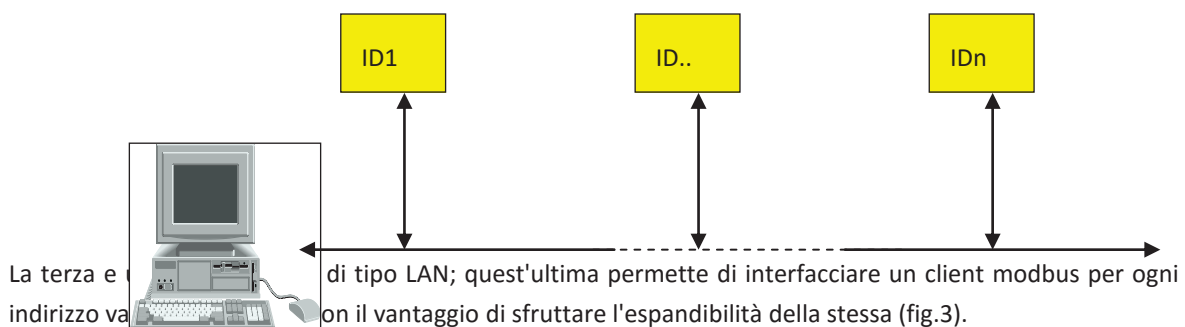 ID1 ID.. IDn
La terza e di tipo LAN; quest'ultima permette di interfacciare un client modbus per ogni
indirizzo va on il vantaggio di sfruttare l'espandibilità della stessa (fig.3).